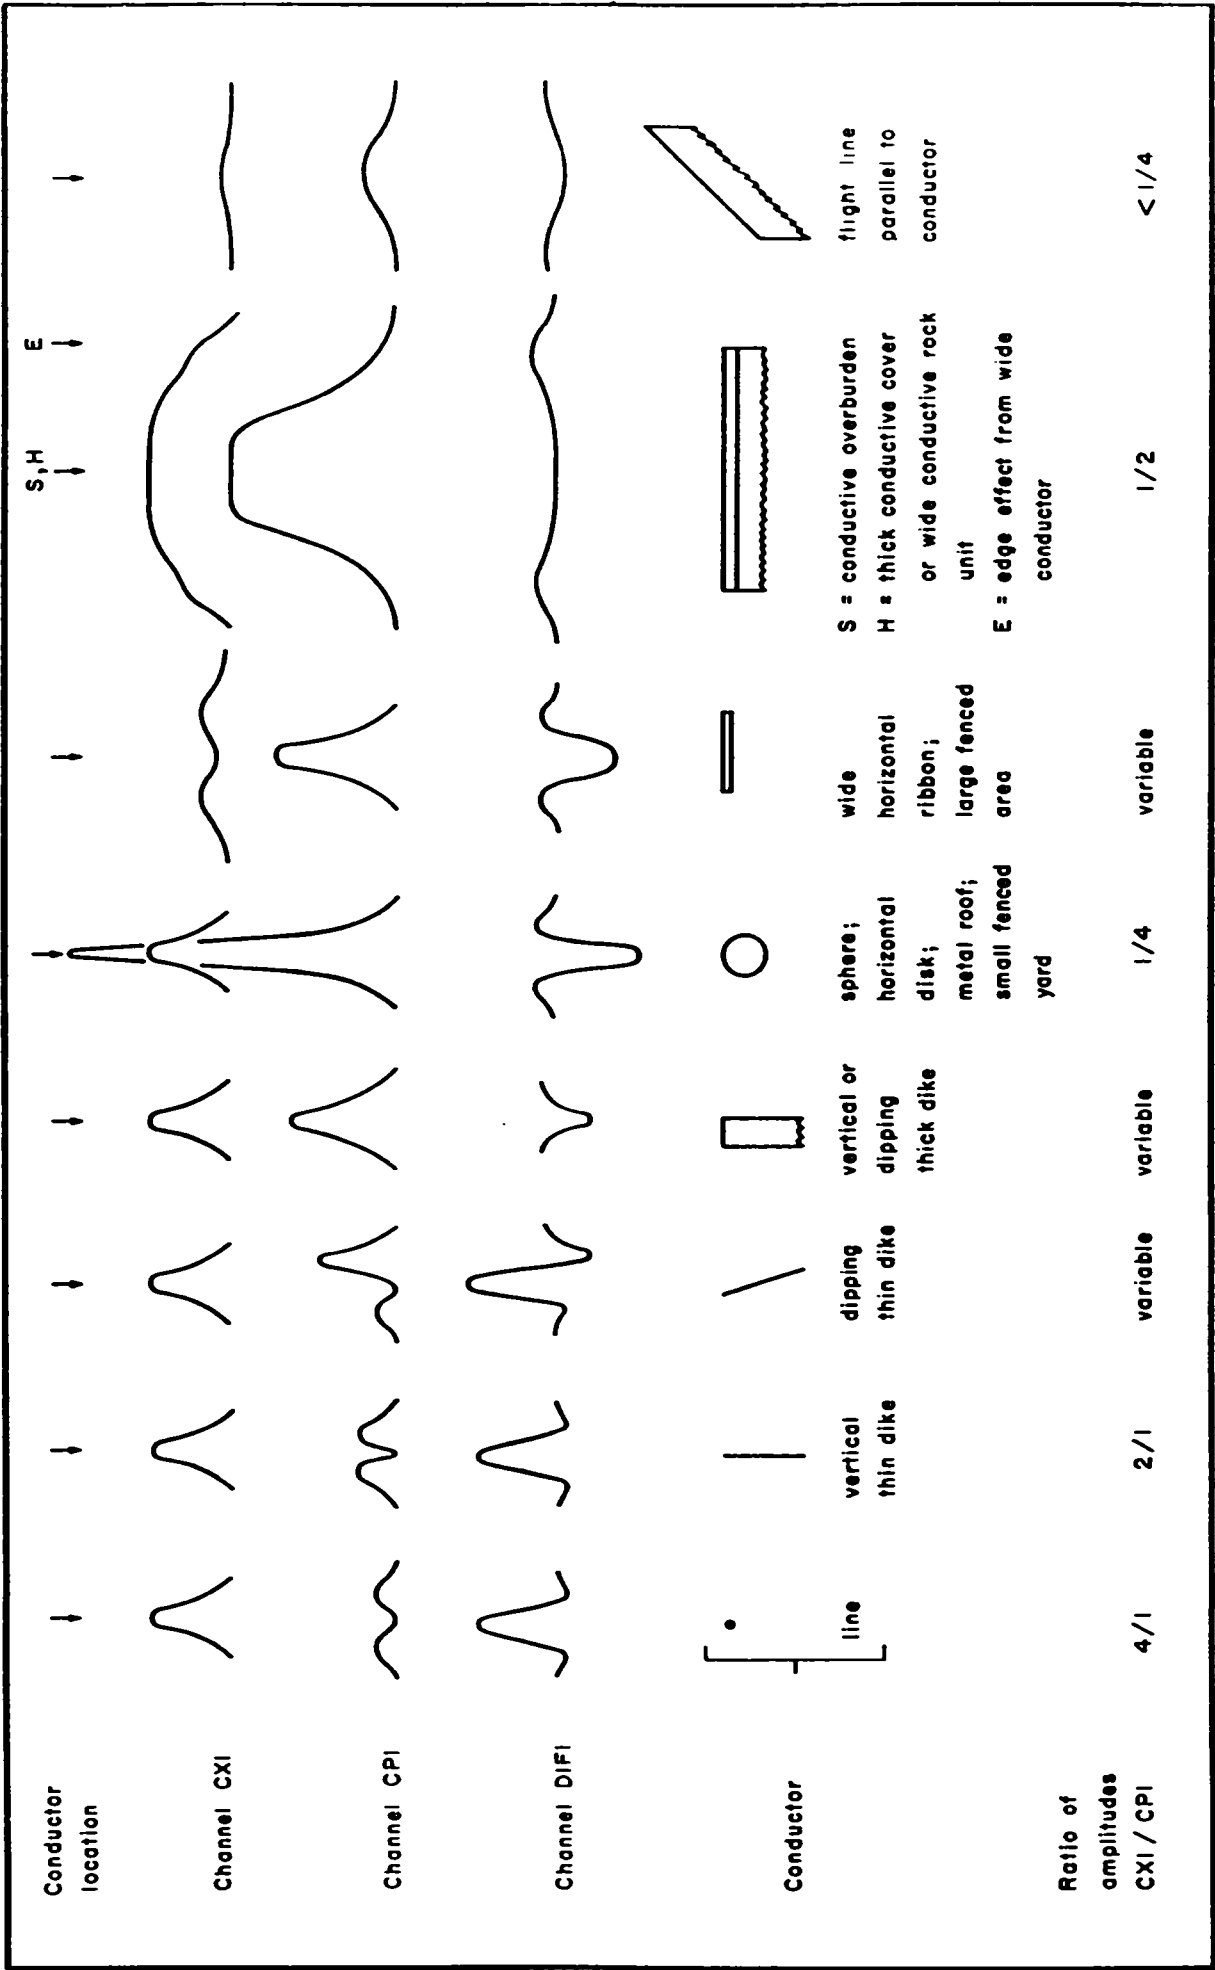 Conductor
location
S,H
E
Channel CXI
Channel CPI
Channel DIFI
Conductor
line
vertical
thin dike
dipping
thin dike
vertical or
dipping
thick dike
sphere;
horizontal
disk;
metal roof;
small fenced
yard
wide
horizontal
ribbon;
large fenced
area
S = conductive overburden
H = thick conductive cover
or wide conductive rock
unit
E = edge effect from wide
conductor
flight line
parallel to
conductor
Ratio of
amplitudes
CXI / CPI
4/1
2/1
variable
variable
1/4
variable
1/2
<1/4